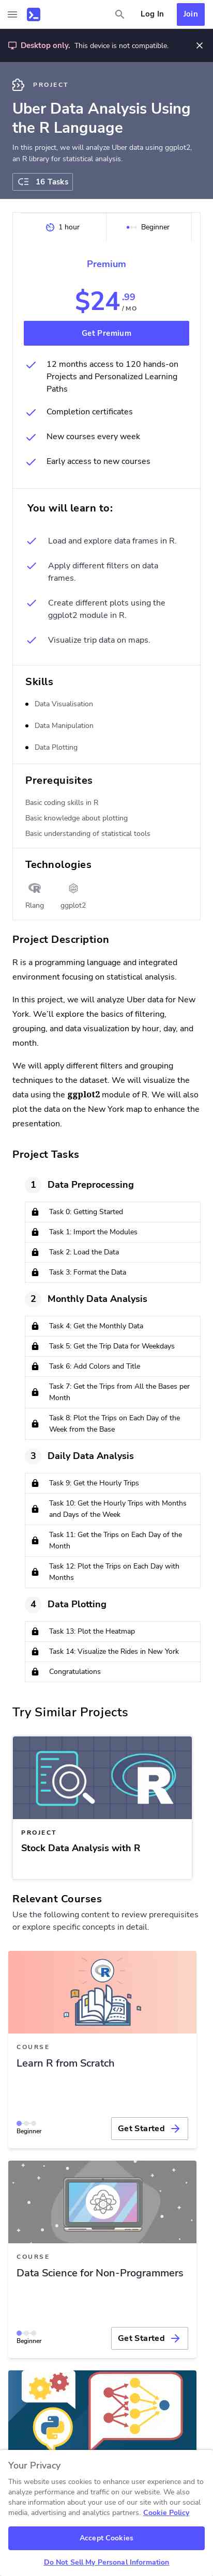 Log In
Join
Desktop only. This device is not compatible.
PROJECT
Uber Data Analysis Using
the R Language
In this project, we will analyze Uber data using ggplot2,
an R library for statistical analysis.
16 Tasks
1 hour
Beginner
Premium
$24.99
/ MO
Get Premium
12 months access to 120 hands-on
Projects and Personalized Learning
Paths
Completion certificates
New courses every week
Early access to new courses
You will learn to:
Load and explore data frames in R.
Apply different filters on data
frames.
Create different plots using the
ggplot2 module in R.
Visualize trip data on maps.
Skills
Data Visualisation
Data Manipulation
Data Plotting
Prerequisites
Basic coding skills in R
Basic knowledge about plotting
Basic understanding of statistical tools
Technologies
R
Rlang
ggplot2
Project Description
R is a programming language and integrated
environment focusing on statistical analysis.
In this project, we will analyze Uber data for New
York. We’ll explore the basics of filtering,
grouping, and data visualization by hour, day, and
month.
We will apply different filters and grouping
techniques to the dataset. We will visualize the
data using the ggplot2 module of R. We will also
plot the data on the New York map to enhance the
presentation.
Project Tasks
1 Data Preprocessing
Task 0: Getting Started
Task 1: Import the Modules
Task 2: Load the Data
Task 3: Format the Data
2 Monthly Data Analysis
Task 4: Get the Monthly Data
Task 5: Get the Trip Data for Weekdays
Task 6: Add Colors and Title
Task 7: Get the Trips from All the Bases per
Month
Task 8: Plot the Trips on Each Day of the
Week from the Base
3 Daily Data Analysis
Task 9: Get the Hourly Trips
Task 10: Get the Hourly Trips with Months
and Days of the Week
Task 11: Get the Trips on Each Day of the
Month
Task 12: Plot the Trips on Each Day with
Months
4 Data Plotting
Task 13: Plot the Heatmap
Task 14: Visualize the Rides in New York
Congratulations
Try Similar Projects
R
PROJECT
Stock Data Analysis with R
Relevant Courses
Use the following content to review prerequisites
or explore specific concepts in detail.
R
COURSE
Learn R from Scratch
Beginner
Get Started
COURSE
Data Science for Non-Programmers
Beginner
Get Started
Your Privacy
This website uses cookies to enhance user experience and to
analyze performance and traffic on our website. We also
share information about your use of our site with our social
media, advertising and analytics partners. Cookie Policy
Accept Cookies
Do Not Sell My Personal Information